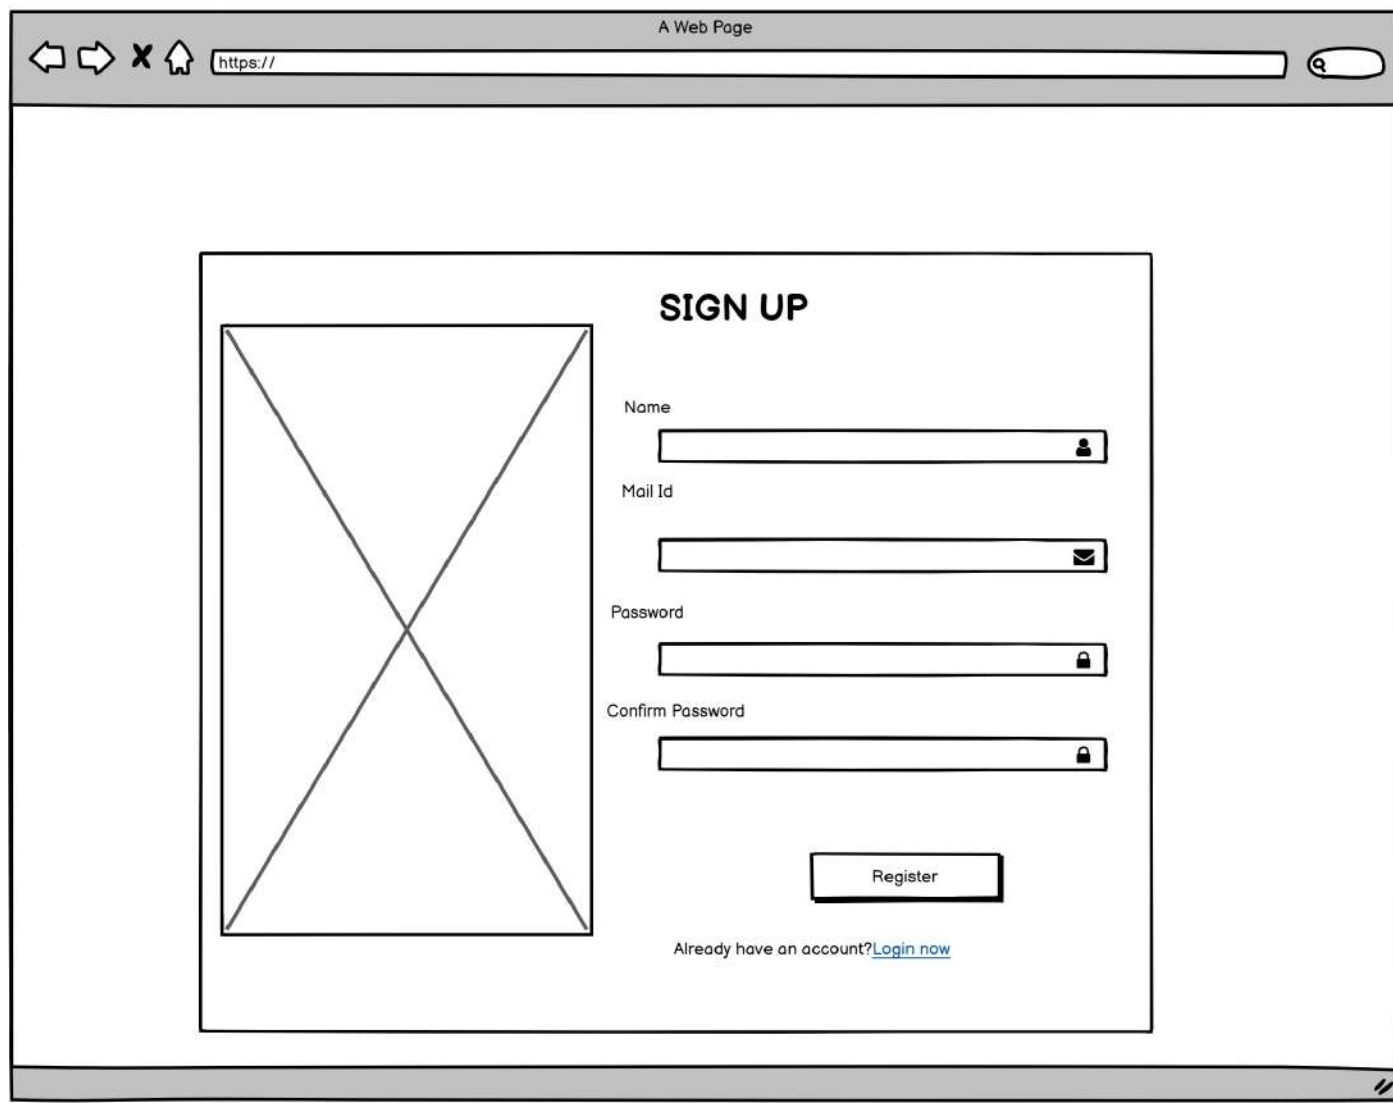 A Web Page
https://
SIGN UP
Name
Mail Id
Password
Confirm Password
Register
Already have an account?Login now